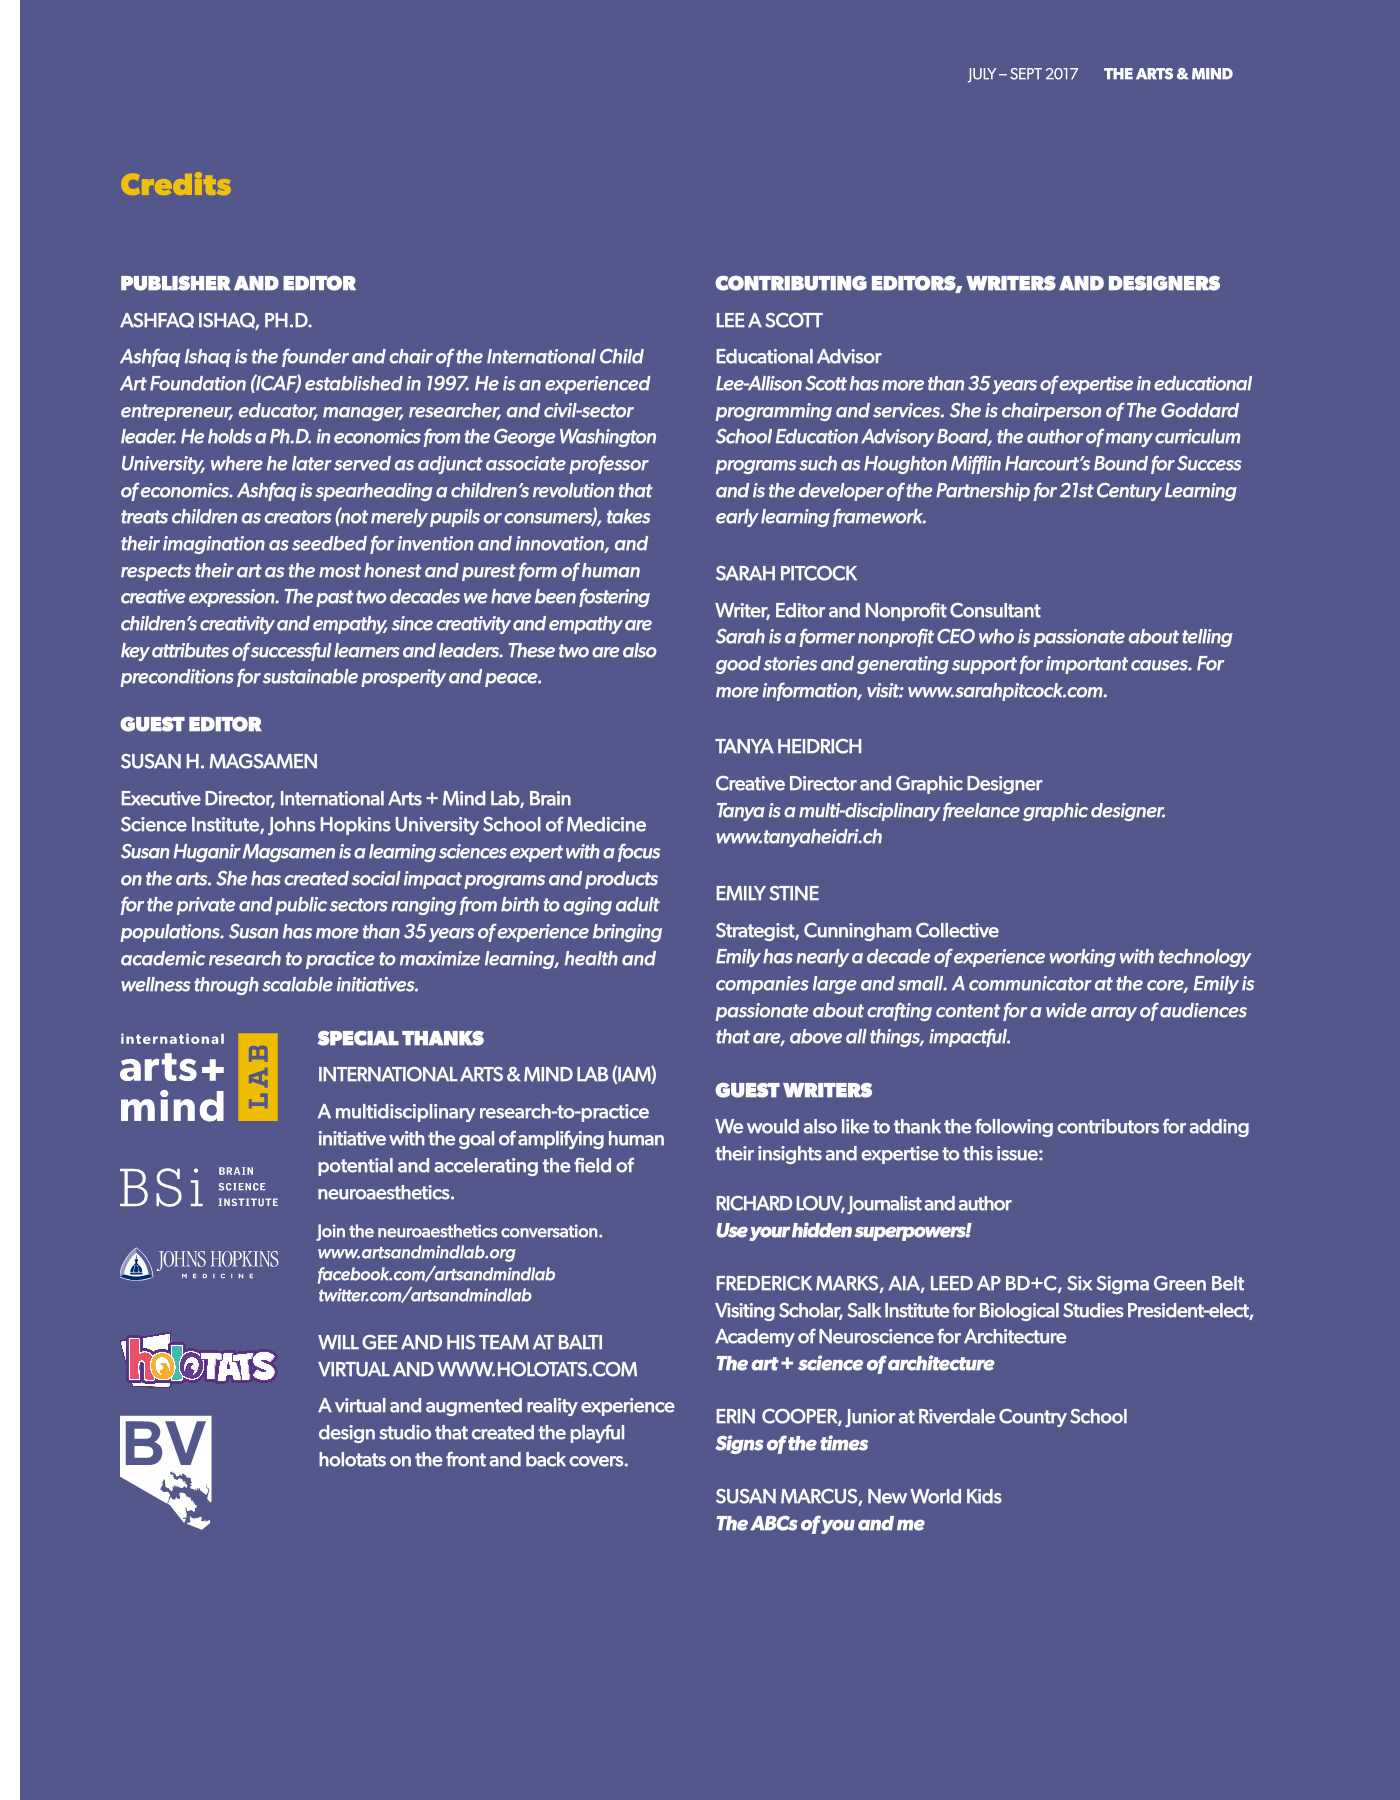 JULY – SEPT 2017 THE ARTS & MIND
Credits
PUBLISHER AND EDITOR
ASHFAQ ISHAQ, PH.D.
Ashfaq Ishaq is the founder and chair of the International Child
Art Foundation (ICAF) established in 1997. He is an experienced
entrepreneur, educator, manager, researcher, and civil-sector
leader. He holds a Ph.D. in economics from the George Washington
University, where he later served as adjunct associate professor
of economics. Ashfaq is spearheading a children's revolution that
treats children as creators (not merely pupils or consumers), takes
their imagination as seedbed for invention and innovation, and
respects their art as the most honest and purest form of human
creative expression. The past two decades we have been fostering
children's creativity and empathy, since creativity and empathy are
key attributes of successful learners and leaders. These two are also
preconditions for sustainable prosperity and peace.
GUEST EDITOR
SUSAN H. MAGSAMEN
Executive Director, International Arts + Mind Lab, Brain
Science Institute, Johns Hopkins University School of Medicine
Susan Huganir Magsamen is a learning sciences expert with a focus
on the arts. She has created social impact programs and products
for the private and public sectors ranging from birth to aging adult
populations. Susan has more than 35 years of experience bringing
academic research to practice to maximize learning, health and
wellness through scalable initiatives.
international
arts+
mind
LAB
BSi
BRAIN
SCIENCE
INSTITUTE
JOHNS HOPKINS
MEDICINE
holoTATS
BV
SPECIAL THANKS
INTERNATIONAL ARTS & MIND LAB (IAM)
A multidisciplinary research-to-practice
initiative with the goal of amplifying human
potential and accelerating the field of
neuroaesthetics.
Join the neuroaesthetics conversation.
www.artsandmindlab.org
facebook.com/artsandmindlab
twitter.com/artsandmindlab
WILL GEE AND HIS TEAM AT BALTI
VIRTUAL AND WWW.HOLOTATS.COM
A virtual and augmented reality experience
design studio that created the playful
holotats on the front and back covers.
CONTRIBUTING EDITORS, WRITERS AND DESIGNERS
LEE A SCOTT
Educational Advisor
Lee-Allison Scott has more than 35 years of expertise in educational
programming and services. She is chairperson of The Goddard
School Education Advisory Board, the author of many curriculum
programs such as Houghton Mifflin Harcourt's Bound for Success
and is the developer of the Partnership for 21st Century Learning
early learning framework.
SARAH PITCOCK
Writer, Editor and Nonprofit Consultant
Sarah is a former nonprofit CEO who is passionate about telling
good stories and generating support for important causes. For
more information, visit: www.sarahpitcock.com.
TANYA HEIDRICH
Creative Director and Graphic Designer
Tanya is a multi-disciplinary freelance graphic designer.
www.tanyaheidri.ch
EMILY STINE
Strategist, Cunningham Collective
Emily has nearly a decade of experience working with technology
companies large and small. A communicator at the core, Emily is
passionate about crafting content for a wide array of audiences
that are, above all things, impactful.
GUEST WRITERS
We would also like to thank the following contributors for adding
their insights and expertise to this issue:
RICHARD LOUV, Journalist and author
Use your hidden superpowers!
FREDERICK MARKS, AIA, LEED AP BD+C, Six Sigma Green Belt
Visiting Scholar, Salk Institute for Biological Studies President-elect,
Academy of Neuroscience for Architecture
The art + science of architecture
ERIN COOPER, Junior at Riverdale Country School
Signs of the times
SUSAN MARCUS, New World Kids
The ABCs of you and me